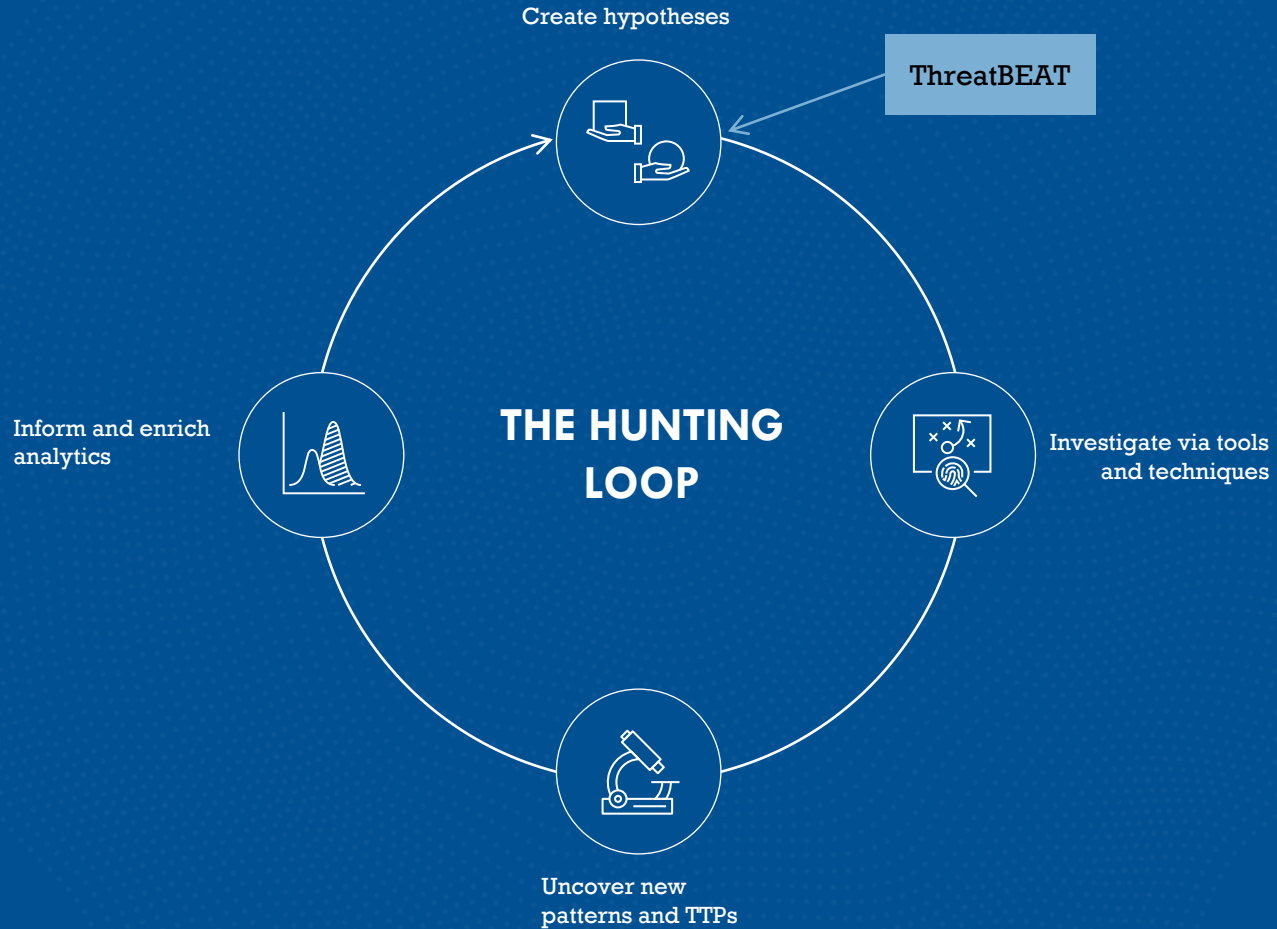 Create hypotheses
ThreatBEAT
Inform and enrich
analytics
THE HUNTING
LOOP
Investigate via tools
and techniques
Uncover new
patterns and TTPs